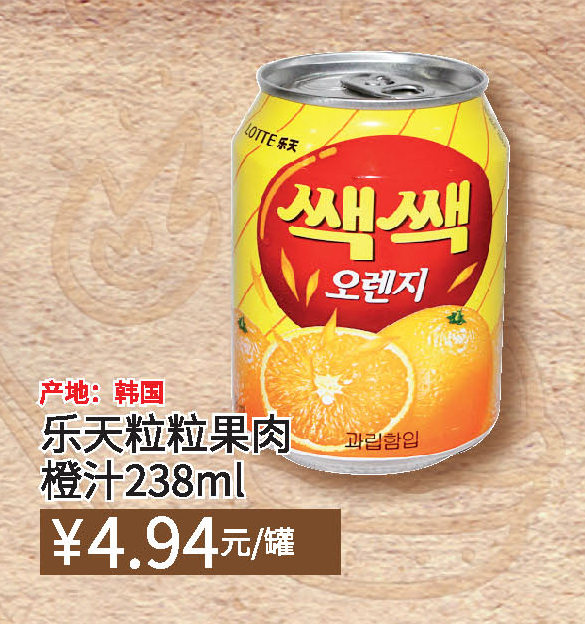 LOTTE 乐天
쌕쌕
오렌지
과립함입
产地：韩国
乐天粒粒果肉
橙汁238ml
¥4.94元/罐